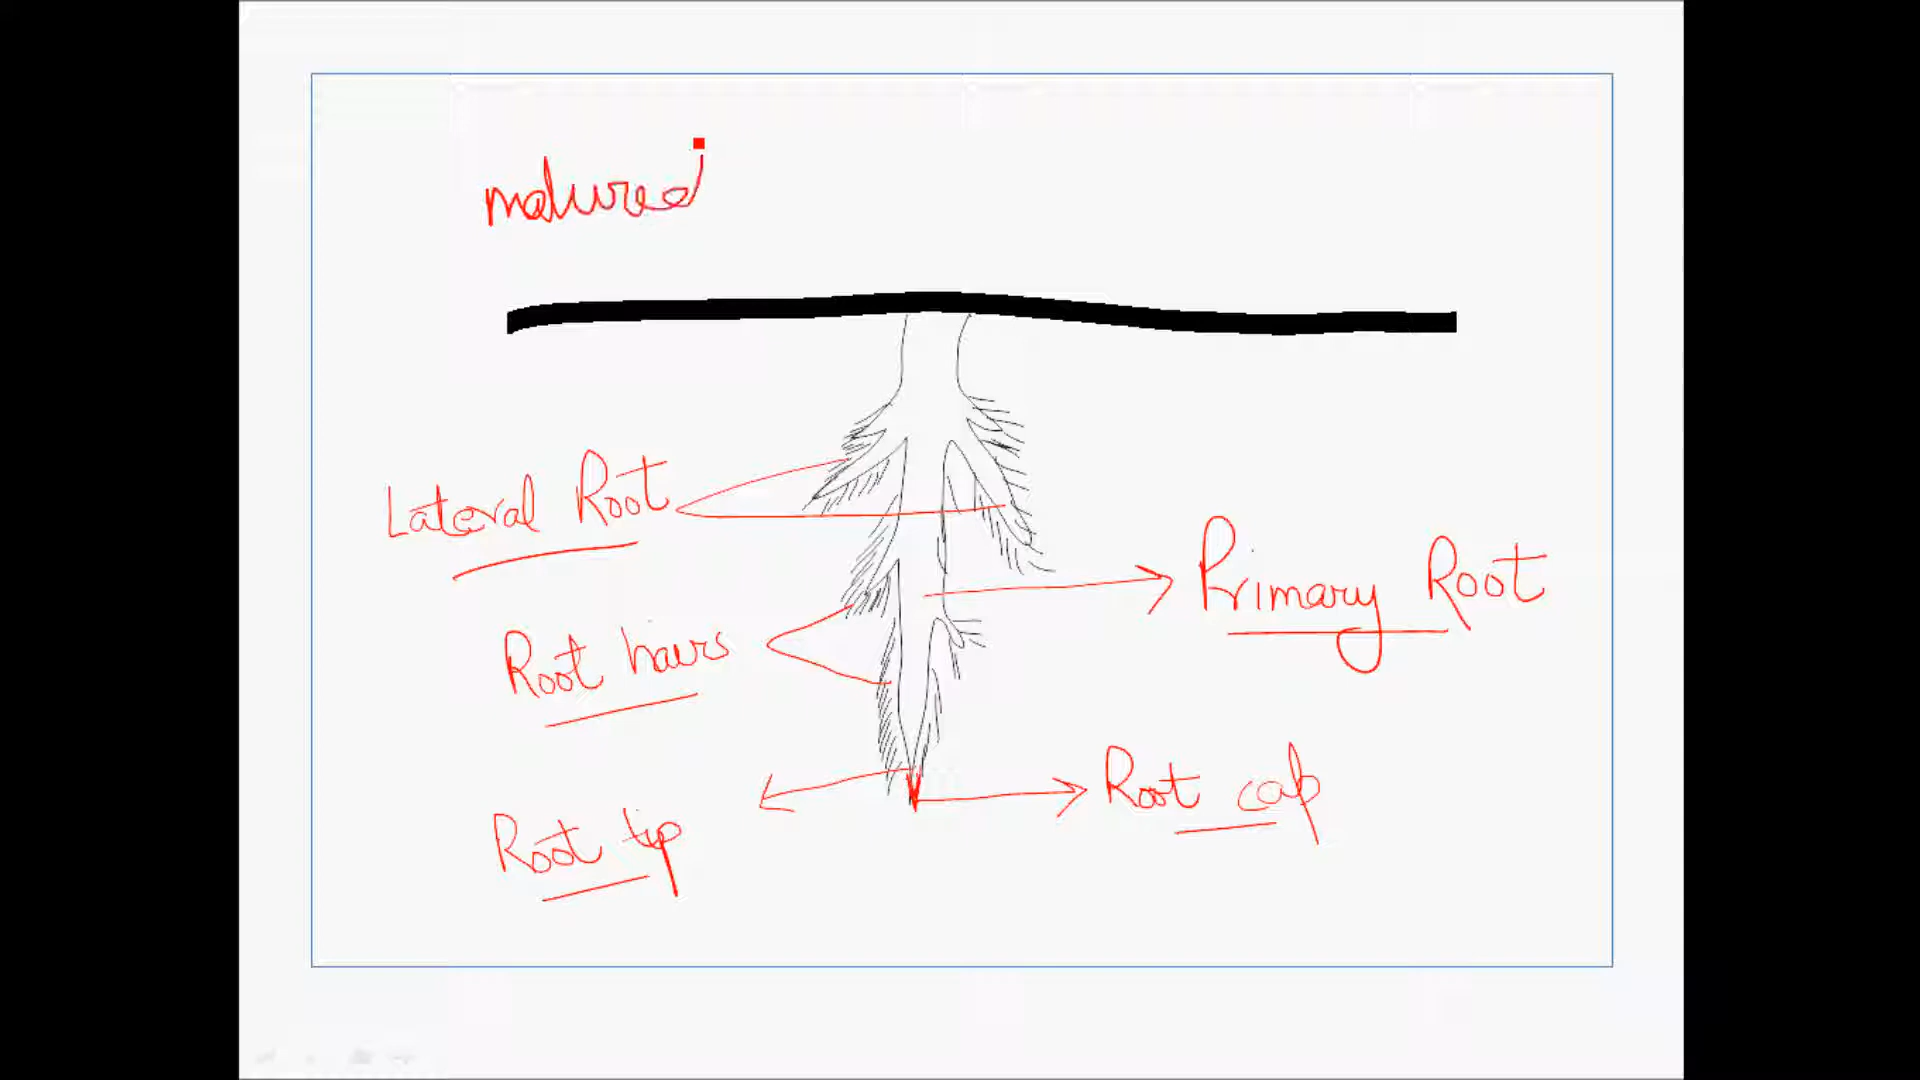 matured
Lateral Root
Primary Root
Root hairs
Root cap
Root tip